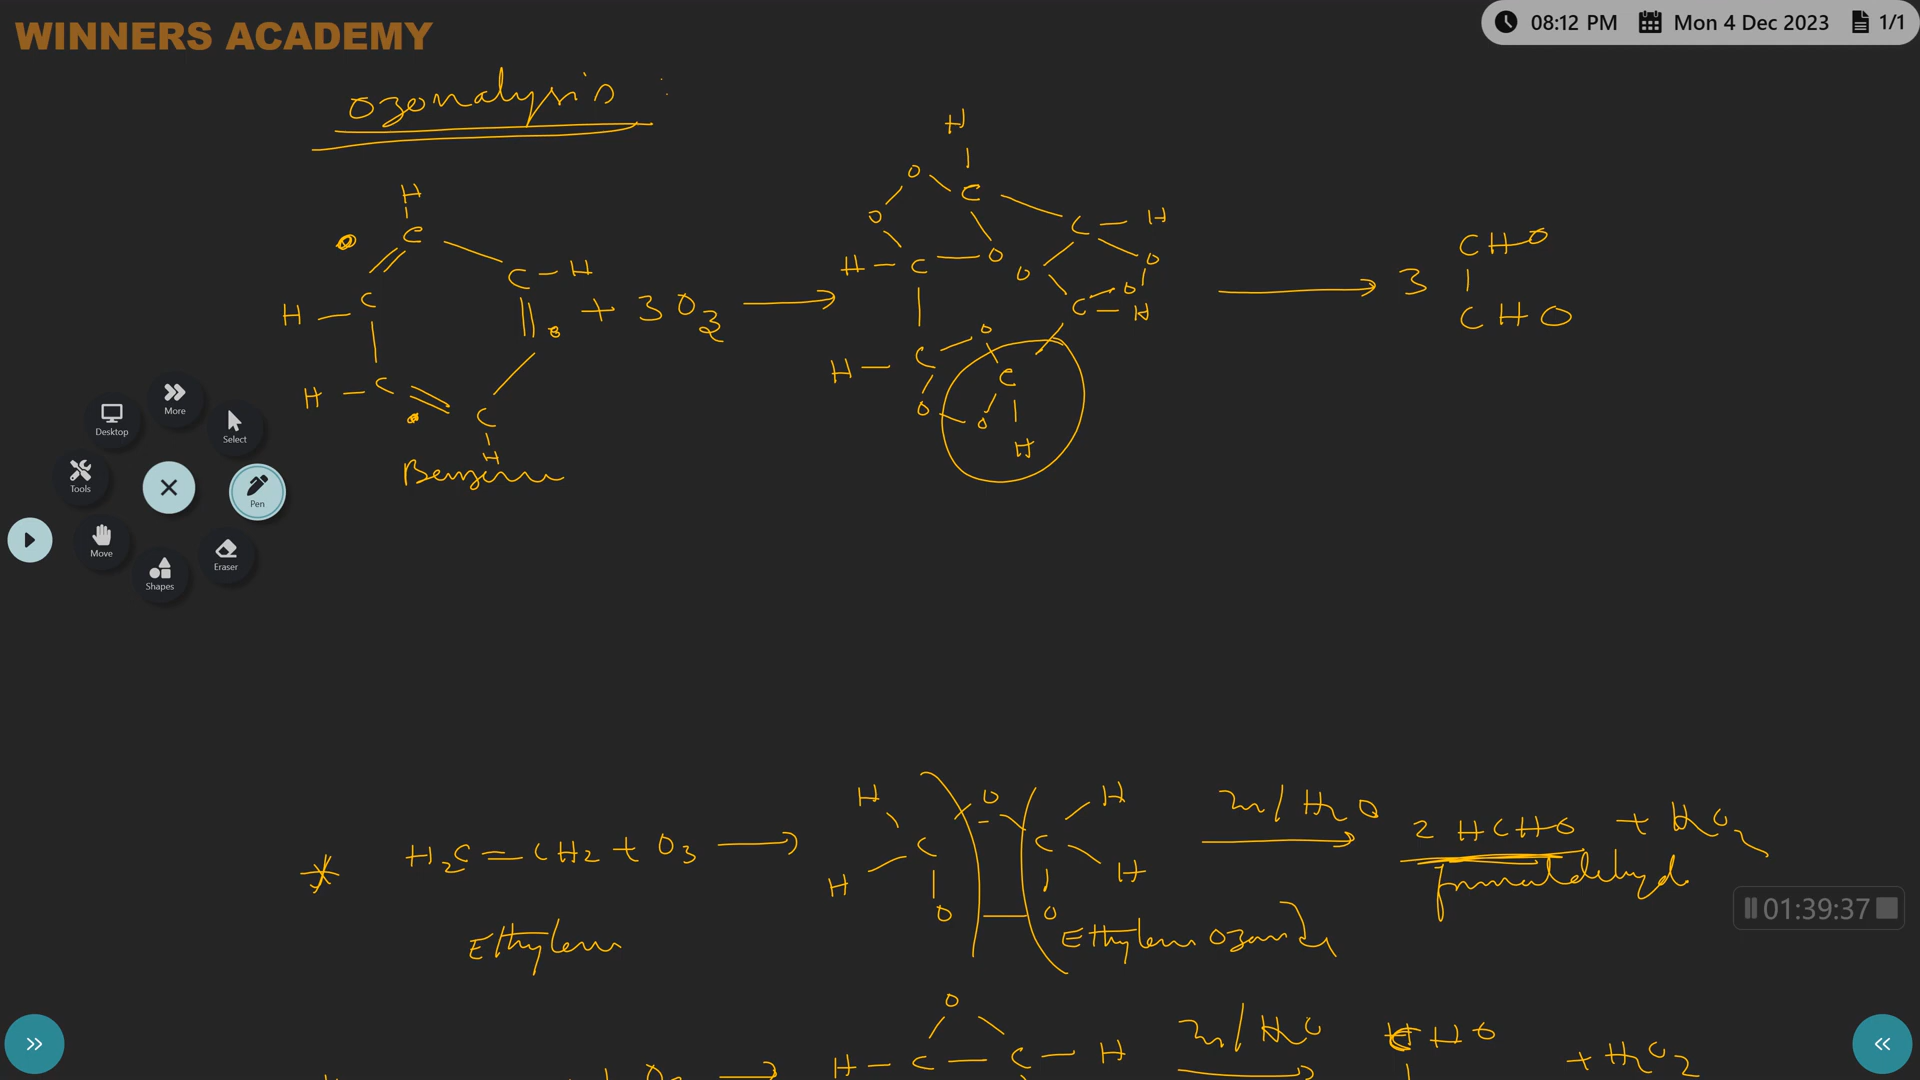 WINNERS ACADEMY
08:12 PM Mon 4 Dec 2023 1/1
Ozonalysis :
H
C
C - H
H - C
H - C
C
H
+ 3O3
Benzene
H
O
C
O
C - H
H - C - O
O
O
O
C - H
H - C
O
C
O
O
H
3 CHO
CHO
More
Desktop
Select
Tools
Pen
Move
Eraser
Shapes
* H2C = CH2 + O3
Ethylene
H
O
H
C
C
H
H
O
O
Ethylene ozonide
Zn/H2O
2 HCHO + H2O2
formaldehyde
01:39:37
O
H - C - C - H
Zn/H2O
CHO
+ H2O2